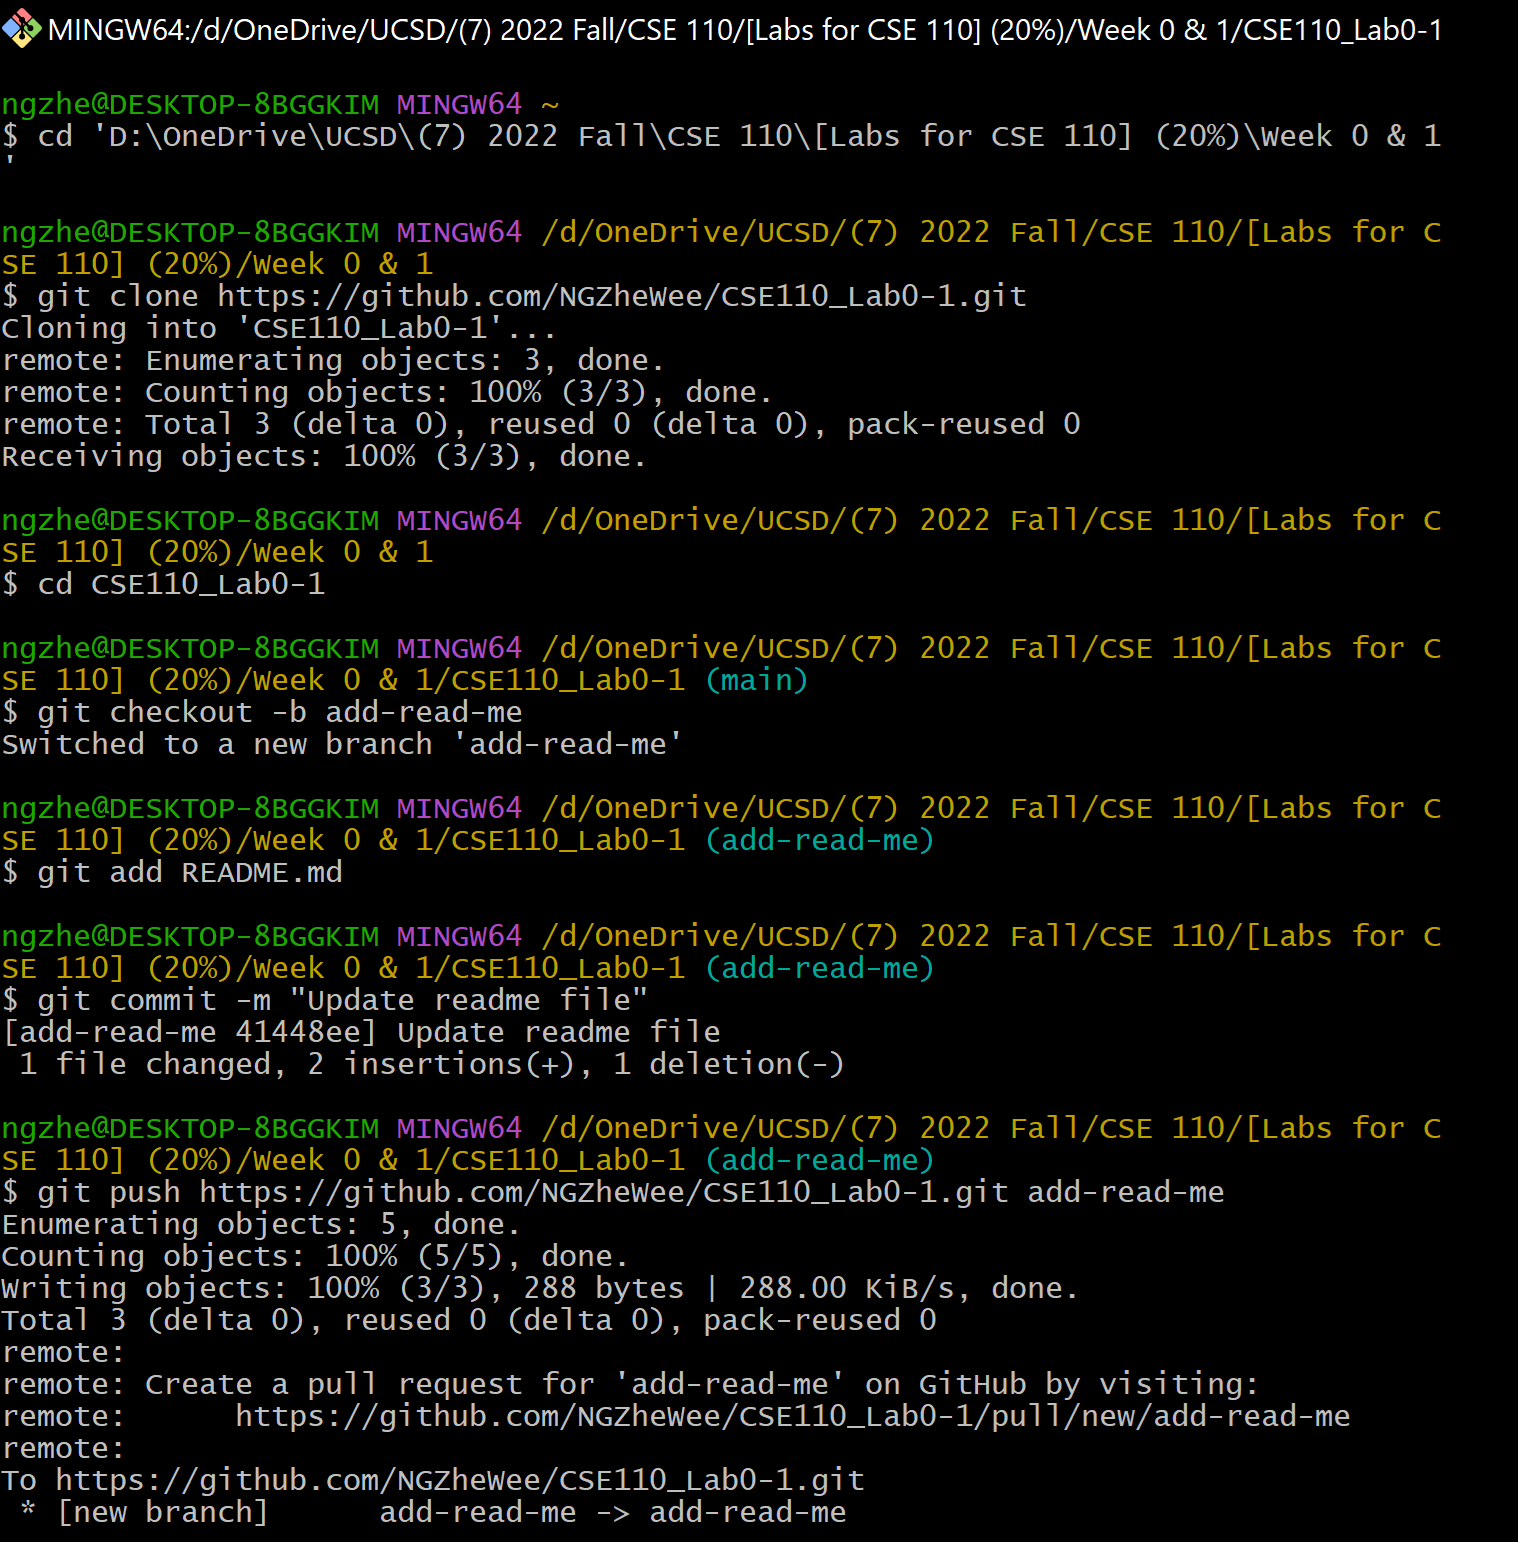 MINGW64:/d/OneDrive/UCSD/(7) 2022 Fall/CSE 110/[Labs for CSE 110] (20%)/Week 0 & 1/CSE110_Lab0-1
ngzhe@DESKTOP-8BGGKIM MINGW64 ~
$ cd 'D:\OneDrive\UCSD\(7) 2022 Fall\CSE 110\[Labs for CSE 110] (20%)\Week 0 & 1
'
ngzhe@DESKTOP-8BGGKIM MINGW64 /d/OneDrive/UCSD/(7) 2022 Fall/CSE 110/[Labs for C
SE 110] (20%)/Week 0 & 1
$ git clone https://github.com/NGZheWee/CSE110_Lab0-1.git
Cloning into 'CSE110_Lab0-1'...
remote: Enumerating objects: 3, done.
remote: Counting objects: 100% (3/3), done.
remote: Total 3 (delta 0), reused 0 (delta 0), pack-reused 0
Receiving objects: 100% (3/3), done.
ngzhe@DESKTOP-8BGGKIM MINGW64 /d/OneDrive/UCSD/(7) 2022 Fall/CSE 110/[Labs for C
SE 110] (20%)/Week 0 & 1
$ cd CSE110_Lab0-1
ngzhe@DESKTOP-8BGGKIM MINGW64 /d/OneDrive/UCSD/(7) 2022 Fall/CSE 110/[Labs for C
SE 110] (20%)/Week 0 & 1/CSE110_Lab0-1 (main)
$ git checkout -b add-read-me
Switched to a new branch 'add-read-me'
ngzhe@DESKTOP-8BGGKIM MINGW64 /d/OneDrive/UCSD/(7) 2022 Fall/CSE 110/[Labs for C
SE 110] (20%)/Week 0 & 1/CSE110_Lab0-1 (add-read-me)
$ git add README.md
ngzhe@DESKTOP-8BGGKIM MINGW64 /d/OneDrive/UCSD/(7) 2022 Fall/CSE 110/[Labs for C
SE 110] (20%)/Week 0 & 1/CSE110_Lab0-1 (add-read-me)
$ git commit -m "Update readme file"
[add-read-me 41448ee] Update readme file
 1 file changed, 2 insertions(+), 1 deletion(-)
ngzhe@DESKTOP-8BGGKIM MINGW64 /d/OneDrive/UCSD/(7) 2022 Fall/CSE 110/[Labs for C
SE 110] (20%)/Week 0 & 1/CSE110_Lab0-1 (add-read-me)
$ git push https://github.com/NGZheWee/CSE110_Lab0-1.git add-read-me
Enumerating objects: 5, done.
Counting objects: 100% (5/5), done.
Writing objects: 100% (3/3), 288 bytes | 288.00 KiB/s, done.
Total 3 (delta 0), reused 0 (delta 0), pack-reused 0
remote:
remote: Create a pull request for 'add-read-me' on GitHub by visiting:
remote:      https://github.com/NGZheWee/CSE110_Lab0-1/pull/new/add-read-me
remote:
To https://github.com/NGZheWee/CSE110_Lab0-1.git
 * [new branch]      add-read-me -> add-read-me